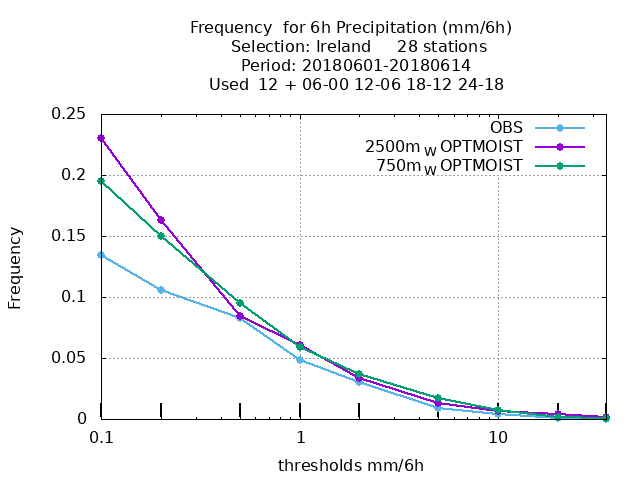 Frequency  for 6h Precipitation (mm/6h)
Selection: Ireland     28 stations
Period: 20180601-20180614
Used  12 + 06-00 12-06 18-12 24-18
0.25
0.2
0.15
0.1
0.05
0
Frequency
OBS
2500m_W OPTMOIST
750m_W OPTMOIST
0.1
1
10
thresholds mm/6h